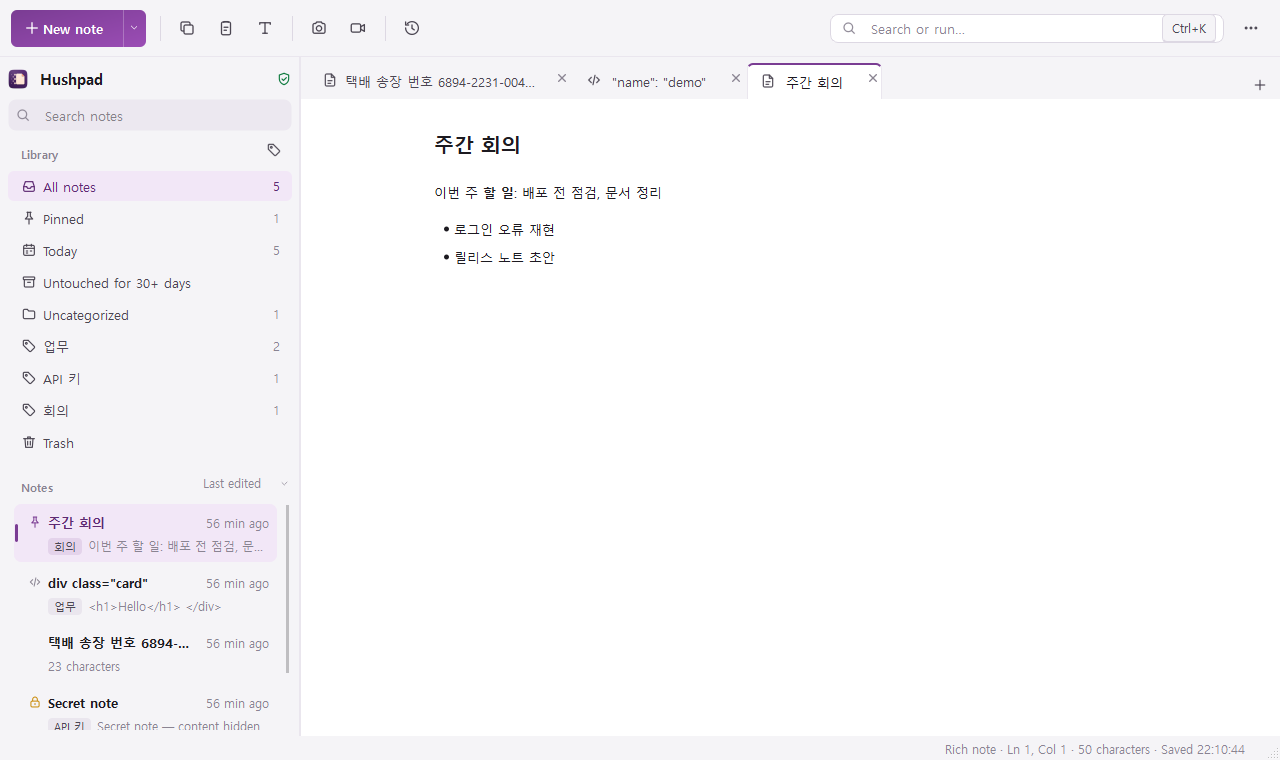 New note
Search or run...
Ctrl+K
Hushpad
Search notes
Library
All notes 5
Pinned 1
Today 5
Untouched for 30+ days
Uncategorized 1
업무 2
API 키 1
회의 1
Trash
Notes Last edited
주간 회의 56 min ago
회의 이번 주 할 일: 배포 전 점검, 문...
div class="card" 56 min ago
업무 <h1>Hello</h1> </div>
택배 송장 번호 6894-... 56 min ago
23 characters
Secret note 56 min ago
API 키 Secret note — content hidden
택배 송장 번호 6894-2231-004...
"name": "demo"
주간 회의
주간 회의
이번 주 할 일: 배포 전 점검, 문서 정리
• 로그인 오류 재현
• 릴리스 노트 초안
Rich note · Ln 1, Col 1 · 50 characters · Saved 22:10:44